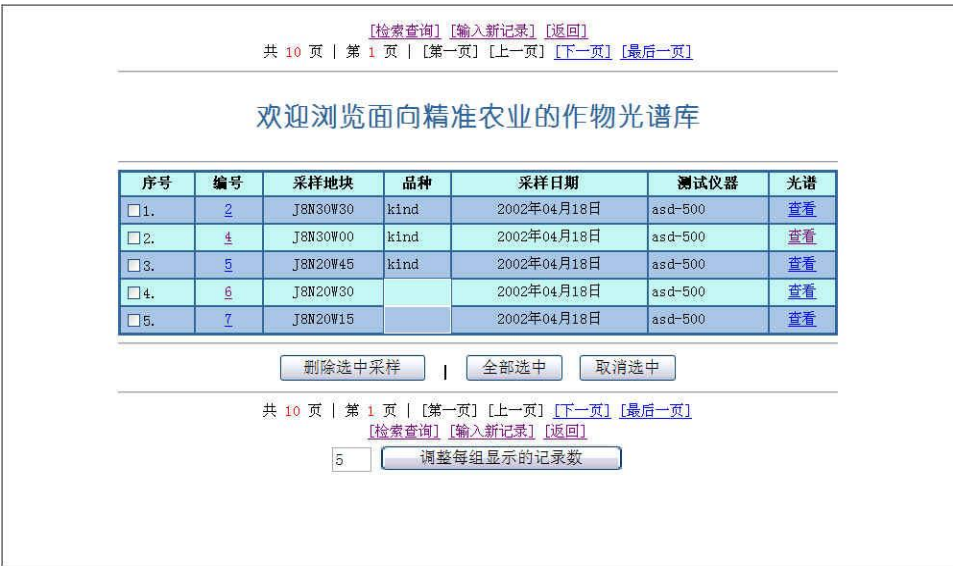 [检索查询] [输入新记录] [返回]
共 10 页 | 第 1 页 | [第一页] [上一页] [下一页] [最后一页]
欢迎浏览面向精准农业的作物光谱库
序号 编号 采样地块 品种 采样日期 测试仪器 光谱
1. 2 J8N30W30 kind 2002年04月18日 asd-500 查看
2. 4 J8N30W00 kind 2002年04月18日 asd-500 查看
3. 5 J8N20W45 kind 2002年04月18日 asd-500 查看
4. 6 J8N20W30 2002年04月18日 asd-500 查看
5. 7 J8N20W15 2002年04月18日 asd-500 查看
删除选中采样 | 全部选中 取消选中
共 10 页 | 第 1 页 | [第一页] [上一页] [下一页] [最后一页]
[检索查询] [输入新记录] [返回]
5 调整每组显示的记录数